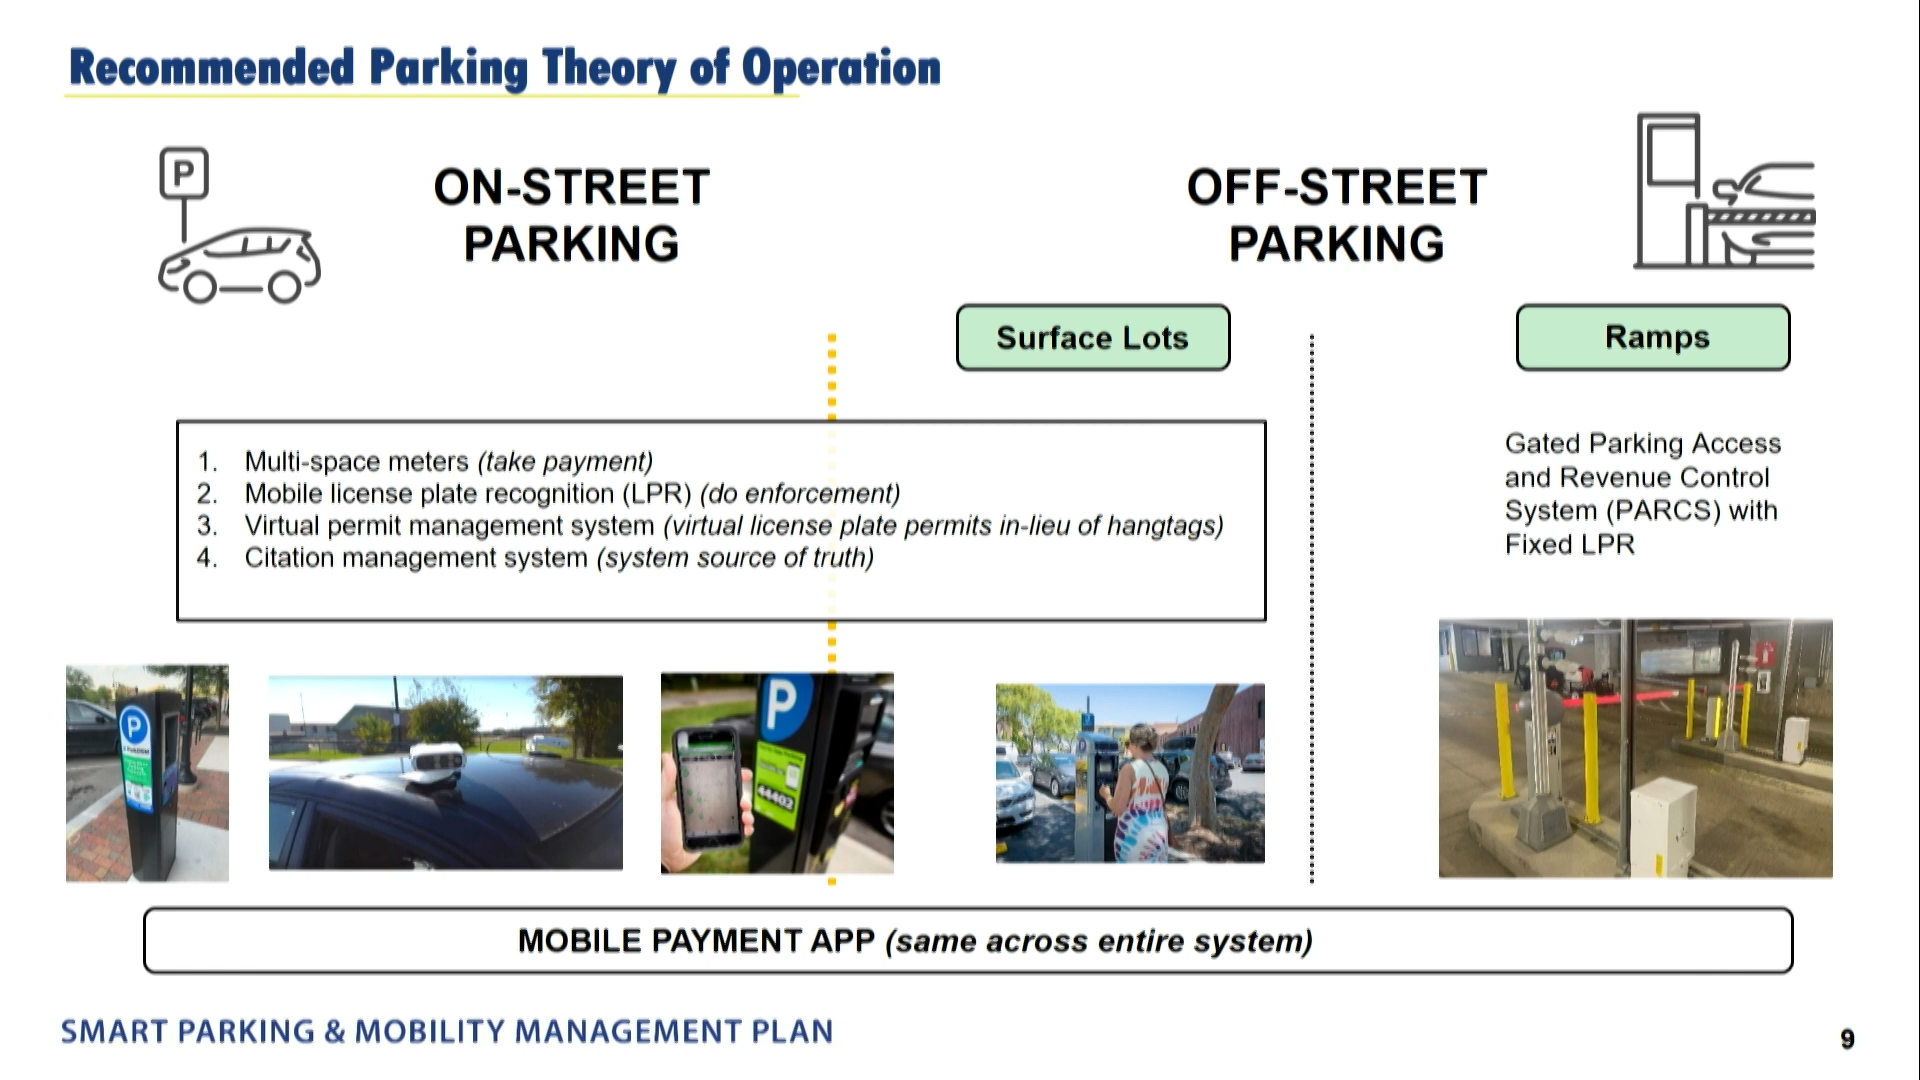 Recommended Parking Theory of Operation
P
ON-STREET
PARKING
OFF-STREET
PARKING
Surface Lots
Ramps
1. Multi-space meters (take payment)
2. Mobile license plate recognition (LPR) (do enforcement)
3. Virtual permit management system (virtual license plate permits in-lieu of hangtags)
4. Citation management system (system source of truth)
Gated Parking Access
and Revenue Control
System (PARCS) with
Fixed LPR
P
P
44402
MOBILE PAYMENT APP (same across entire system)
SMART PARKING & MOBILITY MANAGEMENT PLAN
9